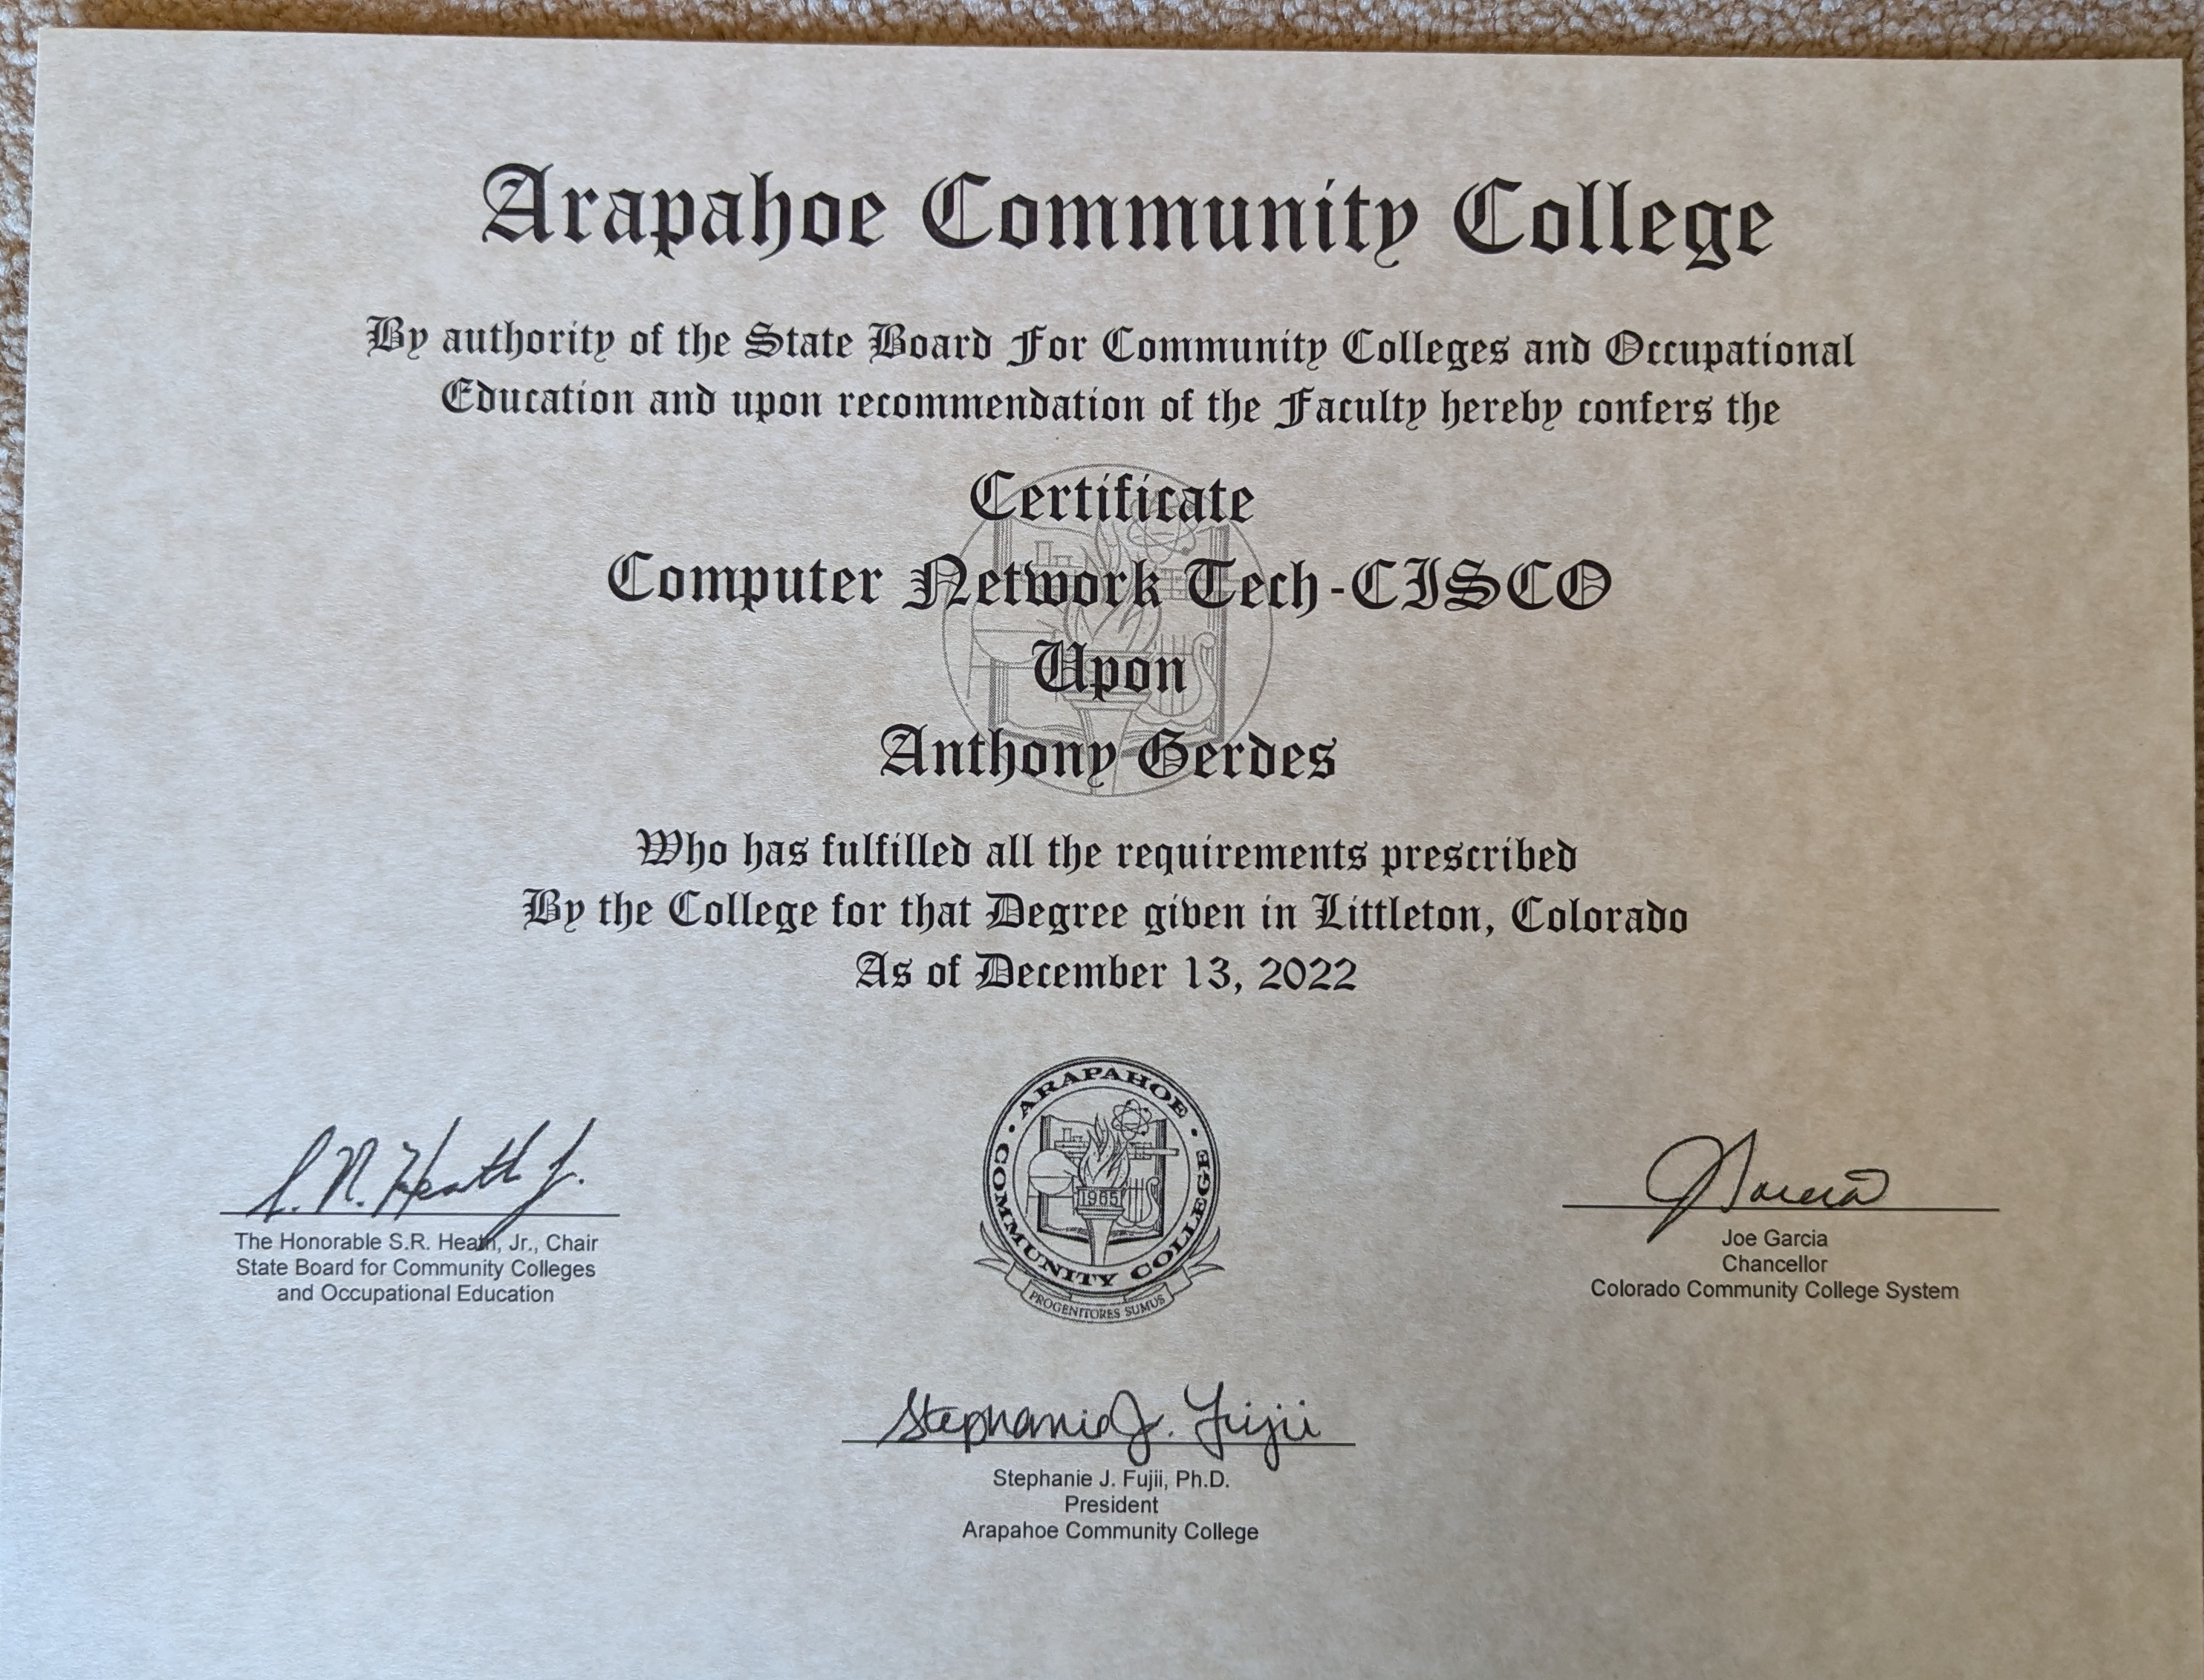 Arapahoe Community College
By authority of the State Board For Community Colleges and Occupational
Education and upon recommendation of the Faculty hereby confers the
Certificate
Computer Network Tech-CISCO
Upon
Anthony Gerdes
Who has fulfilled all the requirements prescribed
By the College for that Degree given in Littleton, Colorado
As of December 13, 2022
· ARAPAHOE ·
COMMUNITY COLLEGE
1965
PROGENITORES SUMUS
S. R. Heath Jr.
The Honorable S.R. Heath, Jr., Chair
State Board for Community Colleges
and Occupational Education
JGarcia
Joe Garcia
Chancellor
Colorado Community College System
Stephanie J. Fujii
Stephanie J. Fujii, Ph.D.
President
Arapahoe Community College